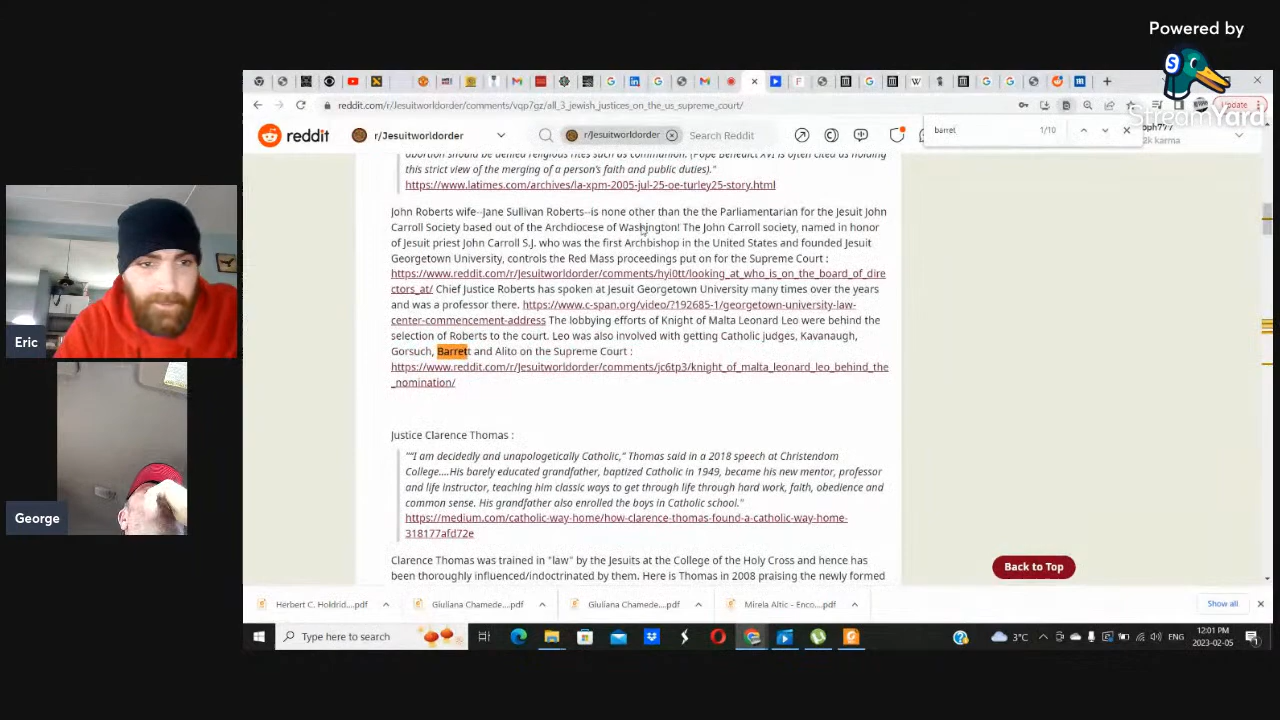 Powered by
StreamYard
reddit.com/r/Jesuitworldorder/comments/vqp7gz/all_3_jewish_justices_on_the_us_supreme_court/
Update
reddit
r/Jesuitworldorder
r/Jesuitworldorder
Search Reddit
barret
1/10
karma
abortion should be denied religious rites such as communion. (Pope Benedict XVI is often cited as holding
this strict view of the merging of a person's faith and public duties)."
https://www.latimes.com/archives/la-xpm-2005-jul-25-oe-turley25-story.html
John Roberts wife--Jane Sullivan Roberts--is none other than the the Parliamentarian for the Jesuit John
Carroll Society based out of the Archdiocese of Washington! The John Carroll society, named in honor
of Jesuit priest John Carroll S.J. who was the first Archbishop in the United States and founded Jesuit
Georgetown University, controls the Red Mass proceedings put on for the Supreme Court :
https://www.reddit.com/r/Jesuitworldorder/comments/hyi0tt/looking_at_who_is_on_the_board_of_dire
ctors_at/ Chief Justice Roberts has spoken at Jesuit Georgetown University many times over the years
and was a professor there. https://www.c-span.org/video/?192685-1/georgetown-university-law-
center-commencement-address The lobbying efforts of Knight of Malta Leonard Leo were behind the
selection of Roberts to the court. Leo was also involved with getting Catholic judges, Kavanaugh,
Gorsuch, Barrett and Alito on the Supreme Court :
https://www.reddit.com/r/Jesuitworldorder/comments/jc6tp3/knight_of_malta_leonard_leo_behind_the
_nomination/
Justice Clarence Thomas :
"“I am decidedly and unapologetically Catholic,” Thomas said in a 2018 speech at Christendom
College....His barely educated grandfather, baptized Catholic in 1949, became his new mentor, professor
and life instructor, teaching him classic ways to get through life through hard work, faith, obedience and
common sense. His grandfather also enrolled the boys in Catholic school."
https://medium.com/catholic-way-home/how-clarence-thomas-found-a-catholic-way-home-
318177afd72e
Clarence Thomas was trained in "law" by the Jesuits at the College of the Holy Cross and hence has
been thoroughly influenced/indoctrinated by them. Here is Thomas in 2008 praising the newly formed
Back to Top
Eric
George
Herbert C. Holdrid....pdf
Giuliana Chamede....pdf
Giuliana Chamede....pdf
Mirela Altic - Enco....pdf
Show all
Type here to search
3°C
ENG
12:01 PM
2023-02-05